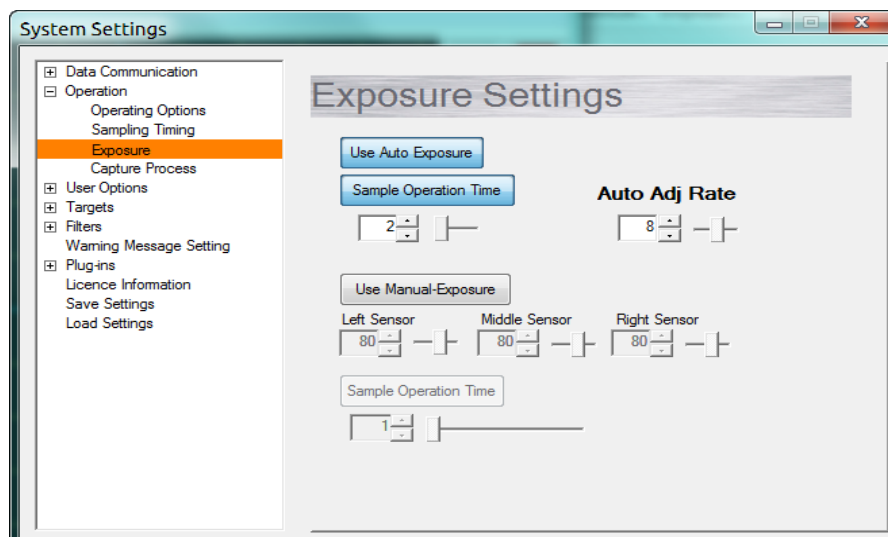 System Settings
Data Communication
Operation
Operating Options
Sampling Timing
Exposure
Capture Process
User Options
Targets
Filters
Warning Message Setting
Plug-ins
Licence Information
Save Settings
Load Settings
Exposure Settings
Use Auto Exposure
Sample Operation Time
Auto Adj Rate
2 8
Use Manual-Exposure
Left Sensor Middle Sensor Right Sensor
80 80 80
Sample Operation Time
1